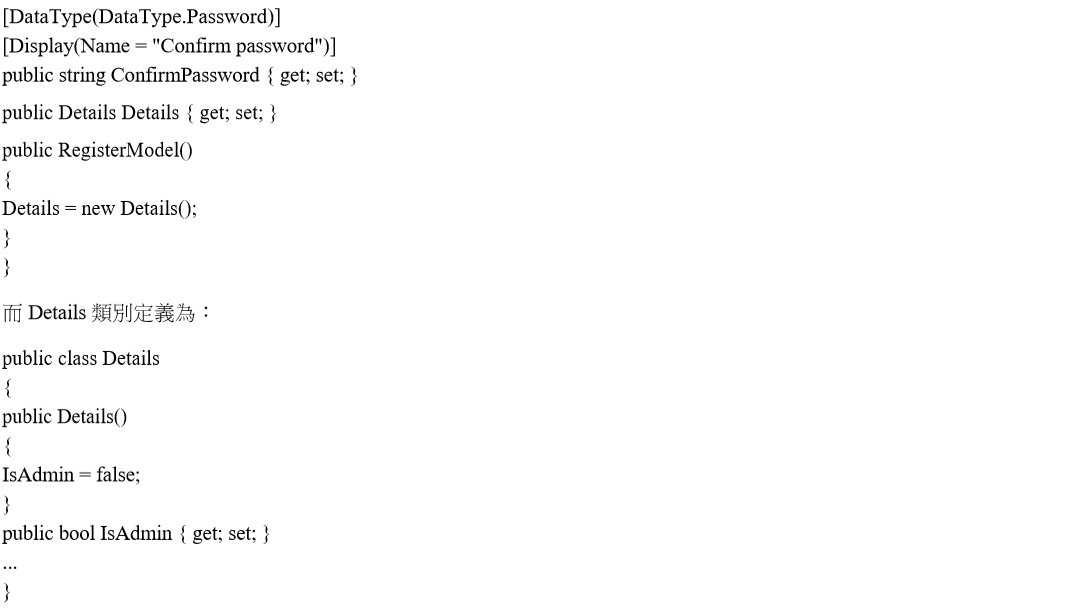 [DataType(DataType.Password)]
[Display(Name = "Confirm password")]
public string ConfirmPassword { get; set; }
public Details Details { get; set; }
public RegisterModel()
{
Details = new Details();
}
}
而 Details 類別定義為：
public class Details
{
public Details()
{
IsAdmin = false;
}
public bool IsAdmin { get; set; }
...
}